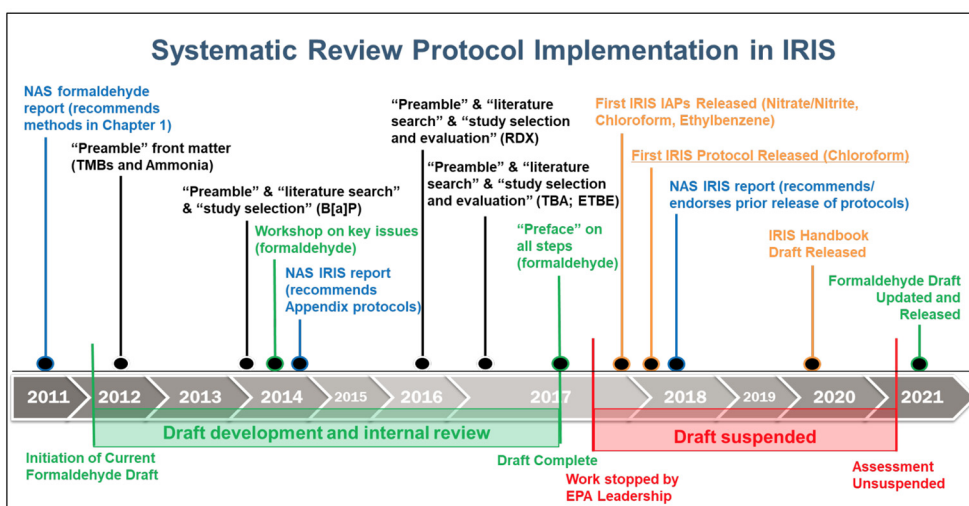 Systematic Review Protocol Implementation in IRIS
NAS formaldehyde
report (recommends
methods in Chapter 1)
“Preamble” front matter
(TMBs and Ammonia)
“Preamble” & “literature search”
& “study selection” (B[a]P)
Workshop on key issues
(formaldehyde)
NAS IRIS report
(recommends
Appendix protocols)
“Preamble” & “literature
search” & “study selection
and evaluation” (RDX)
“Preamble” & “literature
search” & “study selection
and evaluation” (TBA; ETBE)
“Preface” on
all steps
(formaldehyde)
First IRIS IAPs Released (Nitrate/Nitrite,
Chloroform, Ethylbenzene)
First IRIS Protocol Released (Chloroform)
NAS IRIS report (recommends/
endorses prior release of protocols)
IRIS Handbook
Draft Released
Formaldehyde Draft
Updated and
Released
2011 2012 2013 2014 2015 2016 2017 2018 2019 2020 2021
Draft development and internal review
Draft suspended
Initiation of Current
Formaldehyde Draft
Draft Complete
Work stopped by
EPA Leadership
Assessment
Unsuspended